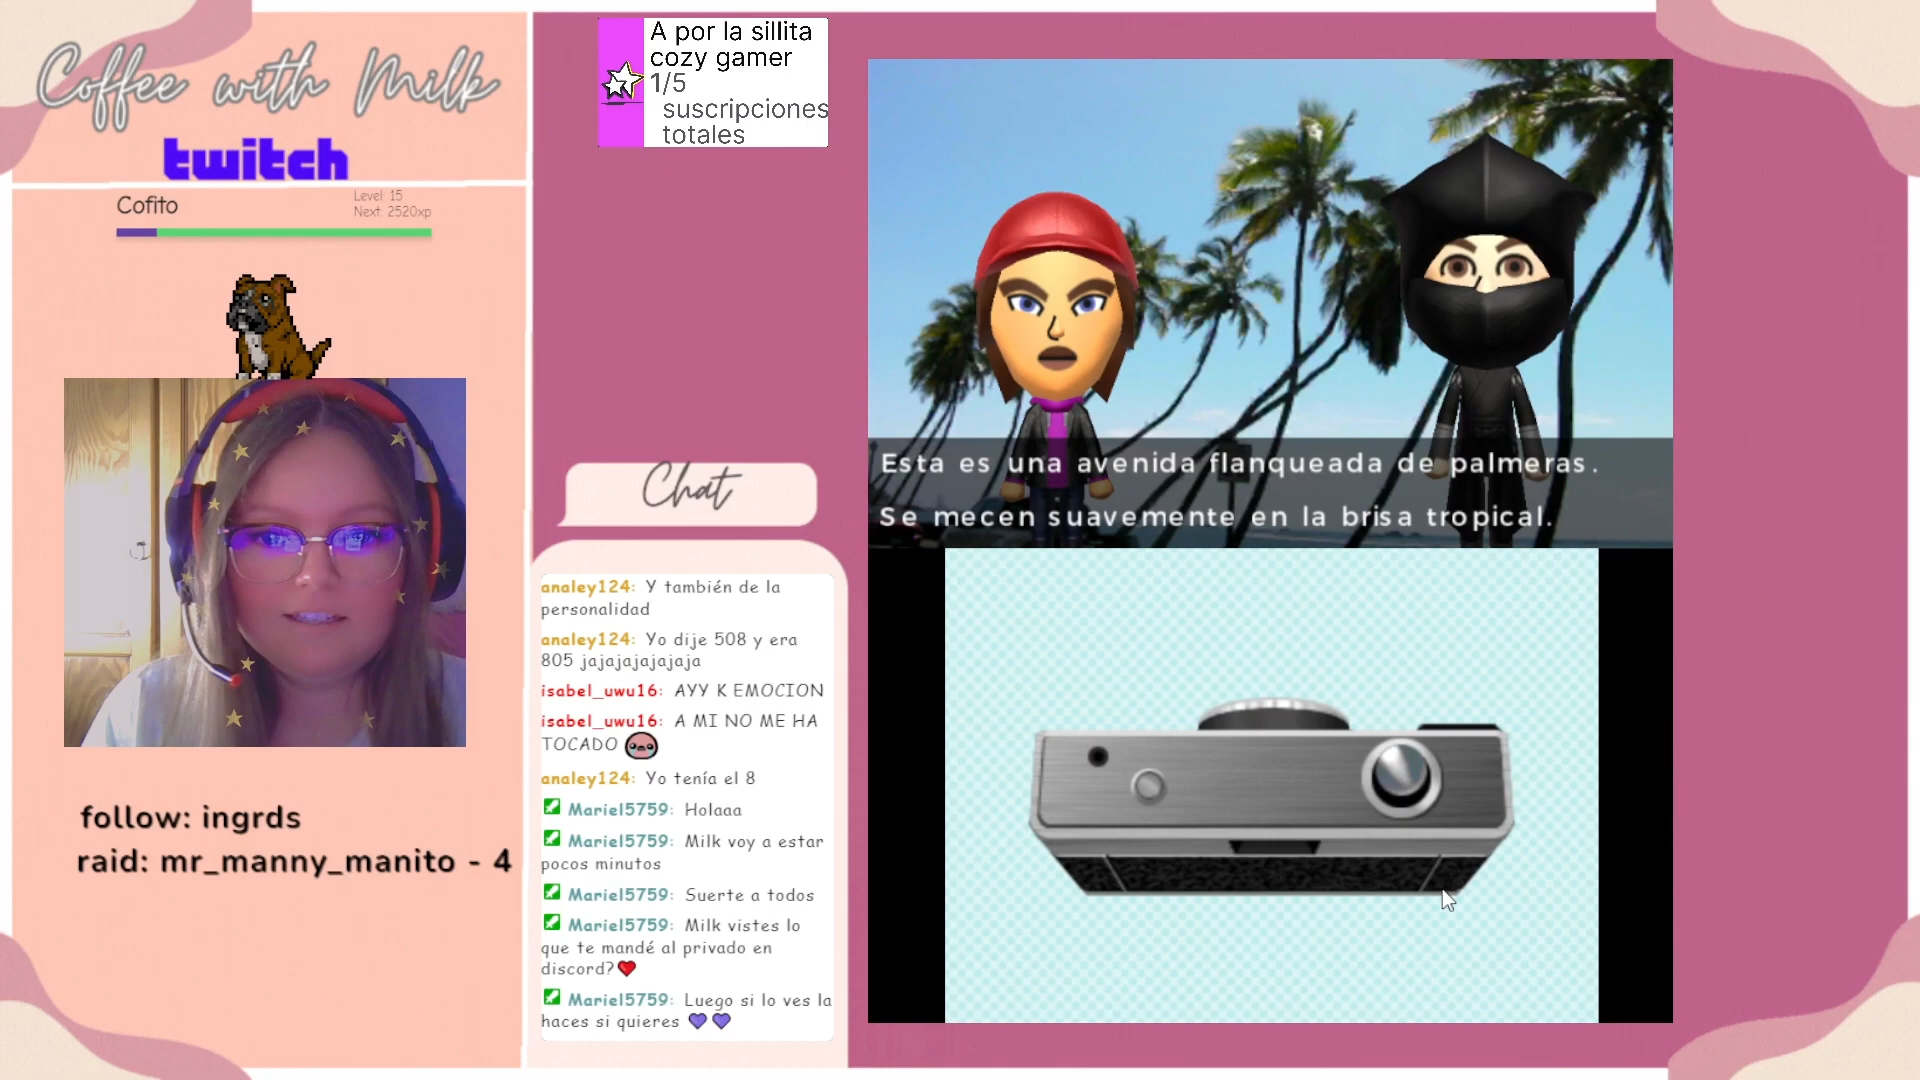 Coffee with Milk
twitch
Cofito
Level: 15
Next: 2520xp
follow: ingrds
raid: mr_manny_manito - 4
A por la sillita
cozy gamer
1/5
suscripciones
totales
Chat
analey124: Y también de la
personalidad
analey124: Yo dije 508 y era
805 jajajajajajaja
isabel_uwu16: AYY K EMOCION
isabel_uwu16: A MI NO ME HA
TOCADO
analey124: Yo tenía el 8
Mariel5759: Holaaa
Mariel5759: Milk voy a estar
pocos minutos
Mariel5759: Suerte a todos
Mariel5759: Milk vistes lo
que te mandé al privado en
discord?❤️
Mariel5759: Luego si lo ves la
haces si quieres 💜💜
Esta es una avenida flanqueada de palmeras.
Se mecen suavemente en la brisa tropical.